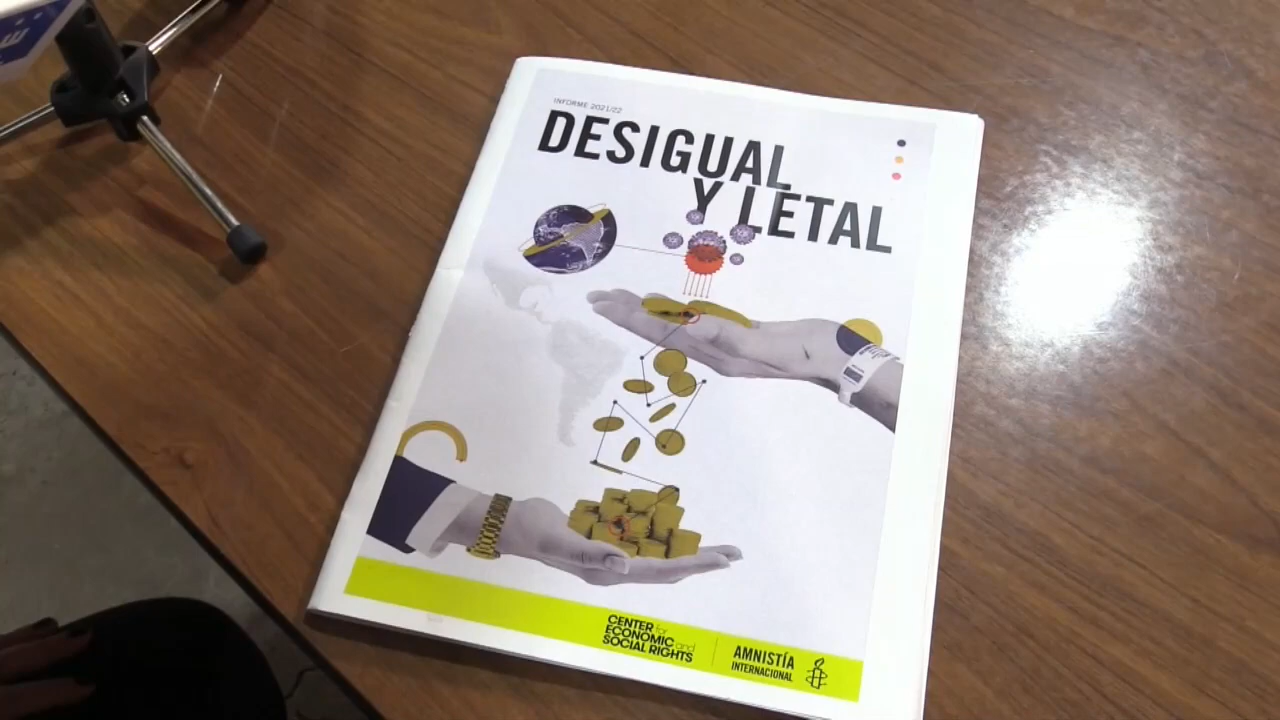 INFORME 2021/22
DESIGUAL
Y LETAL
CENTER for
ECONOMIC and
SOCIAL RIGHTS
AMNISTÍA
INTERNACIONAL